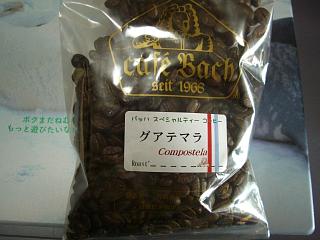 café Bach
seit 1968
ボクまだねむ
もっと遊びたいな
バッハ スペシャルティー コーヒー
グアテマラ
Compostela
Roast'